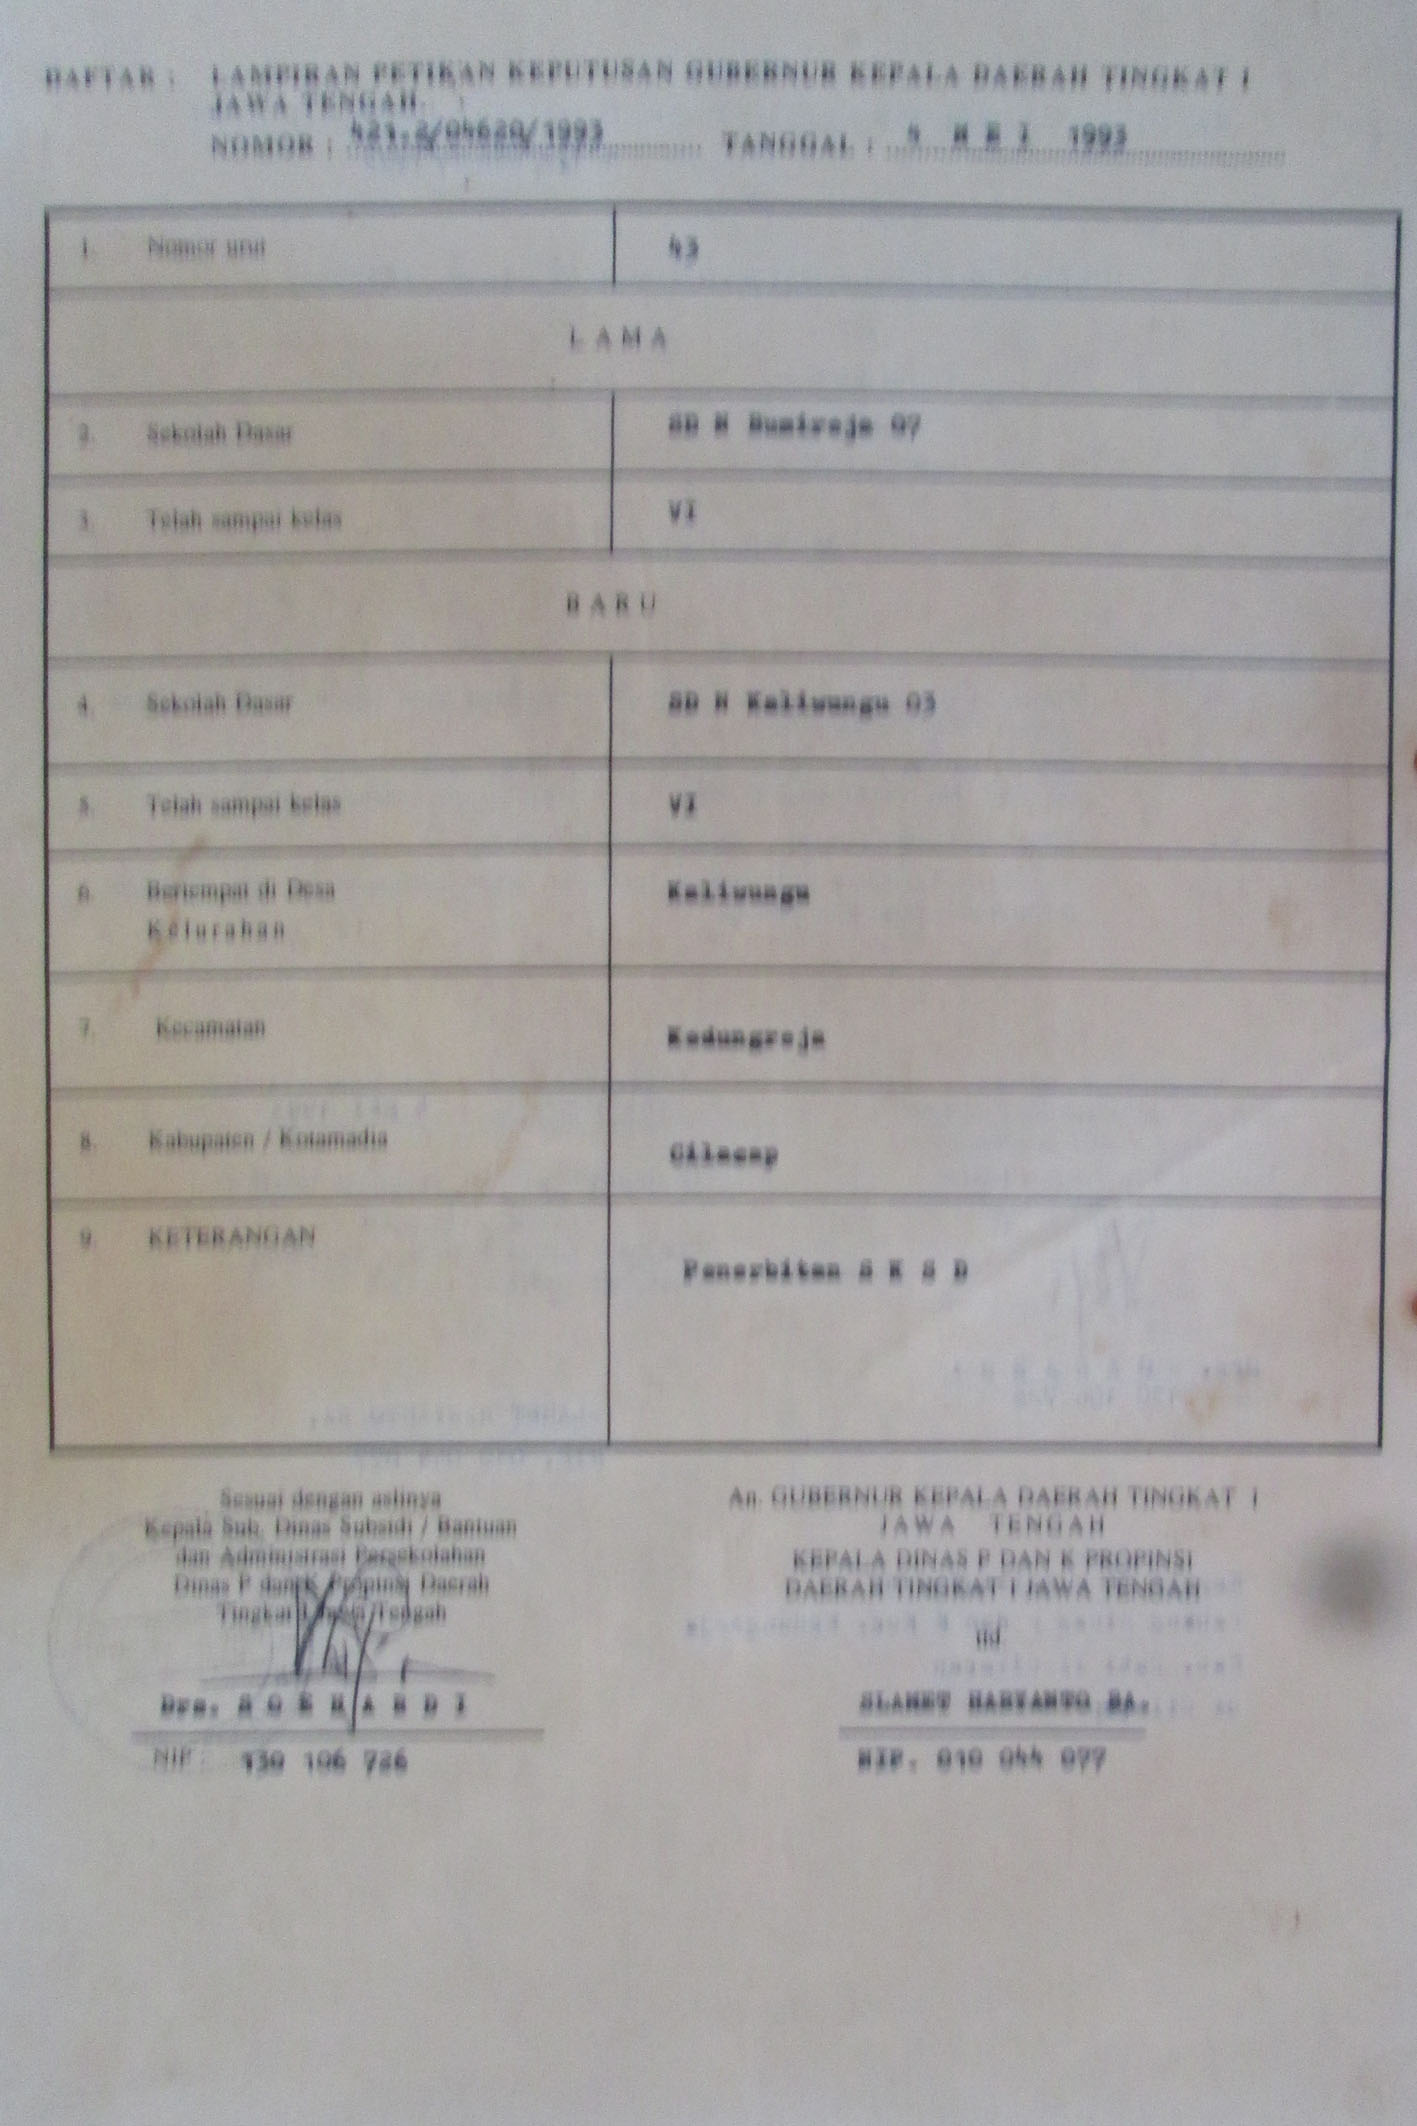 DAFTAR : LAMPIRAN PETIKAN KEPUTUSAN GUBERNUR KEPALA DAERAH TINGKAT I
JAWA TENGAH.
NOMOR : 421.2/04620/1993 TANGGAL : 4 M E I 1993
1. Nomor urut 43
L A M A
2. Sekolah Dasar SD N Bumireja 07
3. Telah sampai kelas VI
B A R U
4. Sekolah Dasar SD N Kaliwungu 03
5. Telah sampai kelas VI
6. Bertempat di Desa Kaliwungu
Kelurahan
7. Kecamatan Kedungreja
8. Kabupaten / Kotamadia Cilacap
9. KETERANGAN Penerbitan S K S D
Sesuai dengan aslinya
Kepala Sub. Dinas Subsidi / Bantuan
dan Administrasi Persekolahan
Dinas P dan K Propinsi Daerah
Tingkat I Jawa Tengah
Drs. S O E H A R D I
NIP : 130 106 726
An. GUBERNUR KEPALA DAERAH TINGKAT I
JAWA TENGAH
KEPALA DINAS P DAN K PROPINSI
DAERAH TINGKAT I JAWA TENGAH
ttd.
SLAMET HARYANTO BA.
NIP. 010 044 077